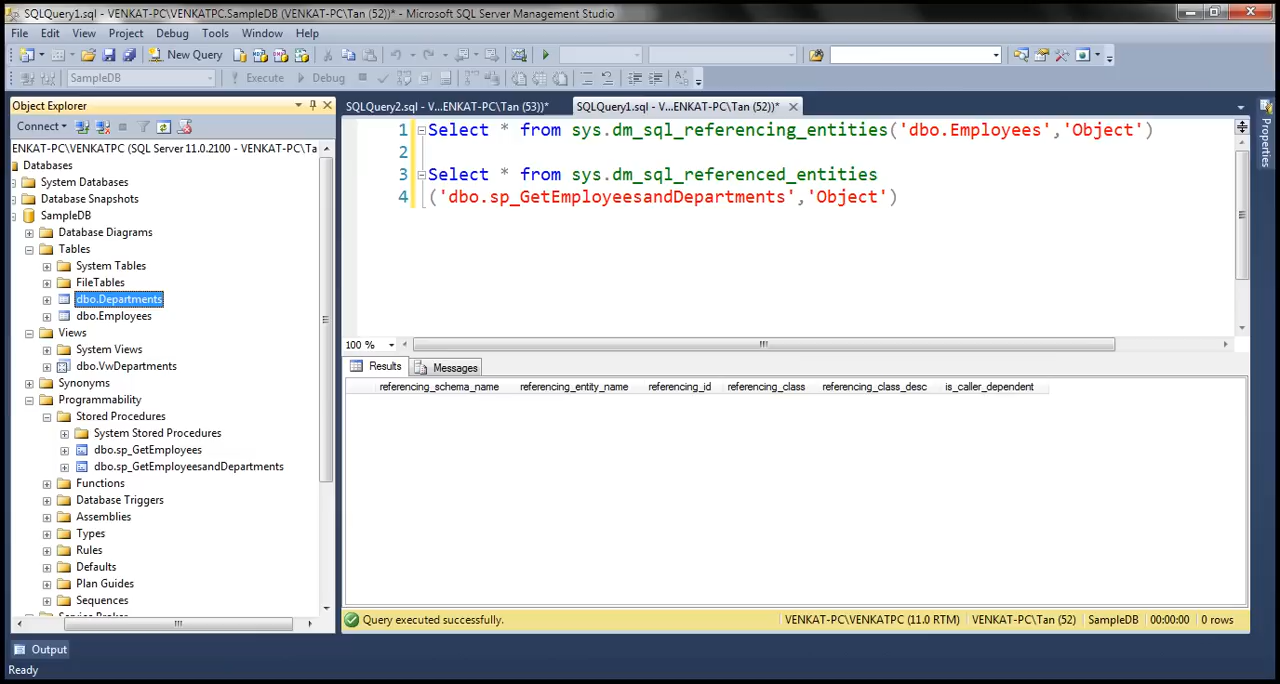 SQLQuery1.sql - VENKAT-PC\VENKATPC.SampleDB (VENKAT-PC\Tan (52))* - Microsoft SQL Server Management Studio
File Edit View Project Debug Tools Window Help
New Query
SampleDB Execute Debug
Object Explorer
SQLQuery2.sql - V...ENKAT-PC\Tan (53))* SQLQuery1.sql - V...ENKAT-PC\Tan (52))*
Connect
ENKAT-PC\VENKATPC (SQL Server 11.0.2100 - VENKAT-PC\Ta
Databases
System Databases
Database Snapshots
SampleDB
Database Diagrams
Tables
System Tables
FileTables
dbo.Departments
dbo.Employees
Views
System Views
dbo.VwDepartments
Synonyms
Programmability
Stored Procedures
System Stored Procedures
dbo.sp_GetEmployees
dbo.sp_GetEmployeesandDepartments
Functions
Database Triggers
Assemblies
Types
Rules
Defaults
Plan Guides
Sequences
Service Broker
1 Select * from sys.dm_sql_referencing_entities('dbo.Employees','Object')
2
3 Select * from sys.dm_sql_referenced_entities
4 ('dbo.sp_GetEmployeesandDepartments','Object')
100 %
Results Messages
referencing_schema_name referencing_entity_name referencing_id referencing_class referencing_class_desc is_caller_dependent
Query executed successfully. VENKAT-PC\VENKATPC (11.0 RTM) VENKAT-PC\Tan (52) SampleDB 00:00:00 0 rows
Properties
Output
Ready